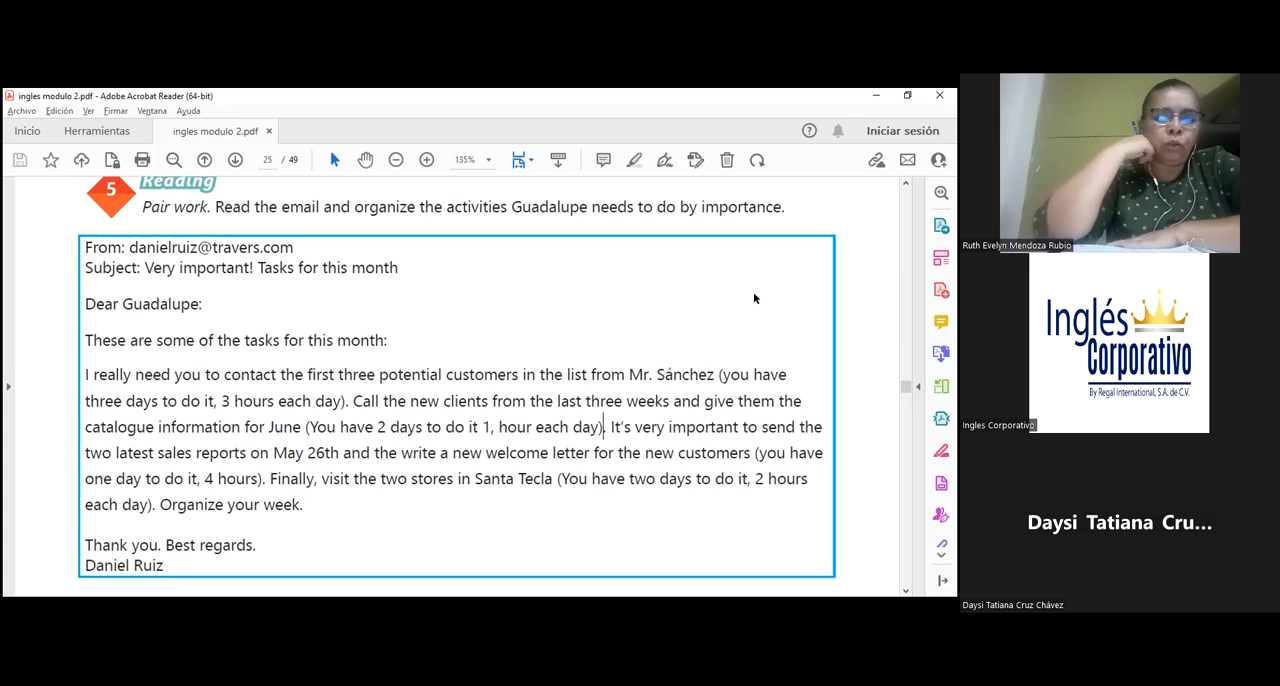 ingles modulo 2.pdf - Adobe Acrobat Reader (64-bit)
Archivo Edición Ver Firmar Ventana Ayuda
Inicio Herramientas ingles modulo 2.pdf × Iniciar sesión
25 / 49 135%
5 Reading
Pair work. Read the email and organize the activities Guadalupe needs to do by importance.
From: danielruiz@travers.com
Subject: Very important! Tasks for this month
Dear Guadalupe:
These are some of the tasks for this month:
I really need you to contact the first three potential customers in the list from Mr. Sánchez (you have
three days to do it, 3 hours each day). Call the new clients from the last three weeks and give them the
catalogue information for June (You have 2 days to do it 1, hour each day). It's very important to send the
two latest sales reports on May 26th and the write a new welcome letter for the new customers (you have
one day to do it, 4 hours). Finally, visit the two stores in Santa Tecla (You have two days to do it, 2 hours
each day). Organize your week.
Thank you. Best regards.
Daniel Ruiz
Ruth Evelyn Mendoza Rubio
Inglés
Corporativo
By Regal International, S.A. de C.V.
Ingles Corporativo
Daysi Tatiana Cru...
Daysi Tatiana Cruz Chávez